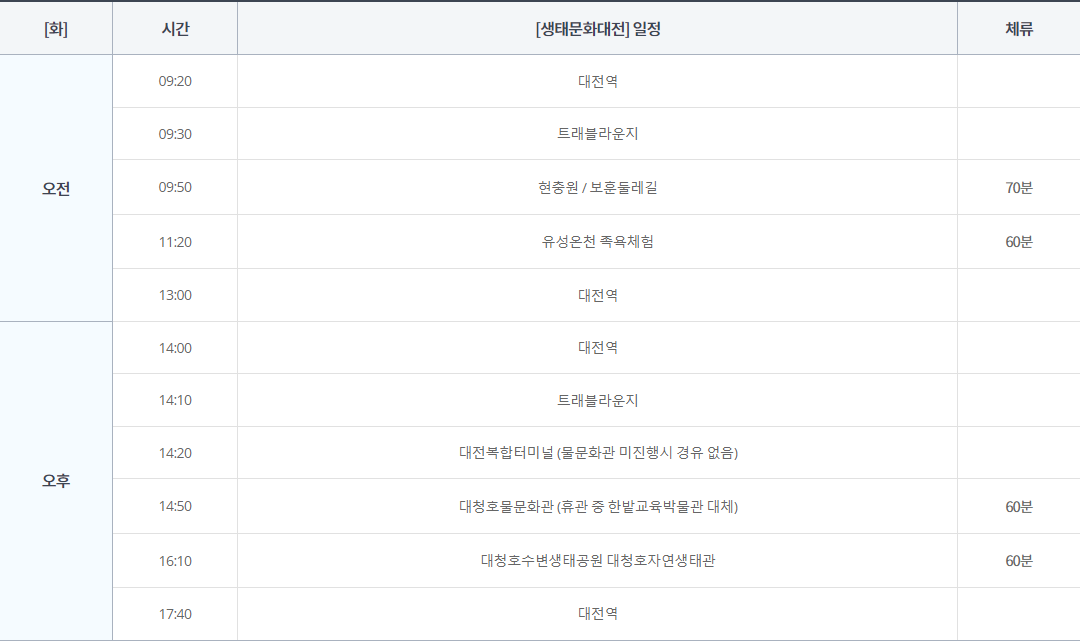 [화] 시간 [생태문화대전] 일정 체류
오전 09:20 대전역
09:30 트래블라운지
09:50 현충원 / 보훈둘레길 70분
11:20 유성온천 족욕체험 60분
13:00 대전역
오후 14:00 대전역
14:10 트래블라운지
14:20 대전복합터미널 (물문화관 미진행시 경유 없음)
14:50 대청호물문화관 (휴관 중 한밭교육박물관 대체) 60분
16:10 대청호수변생태공원 대청호자연생태관 60분
17:40 대전역